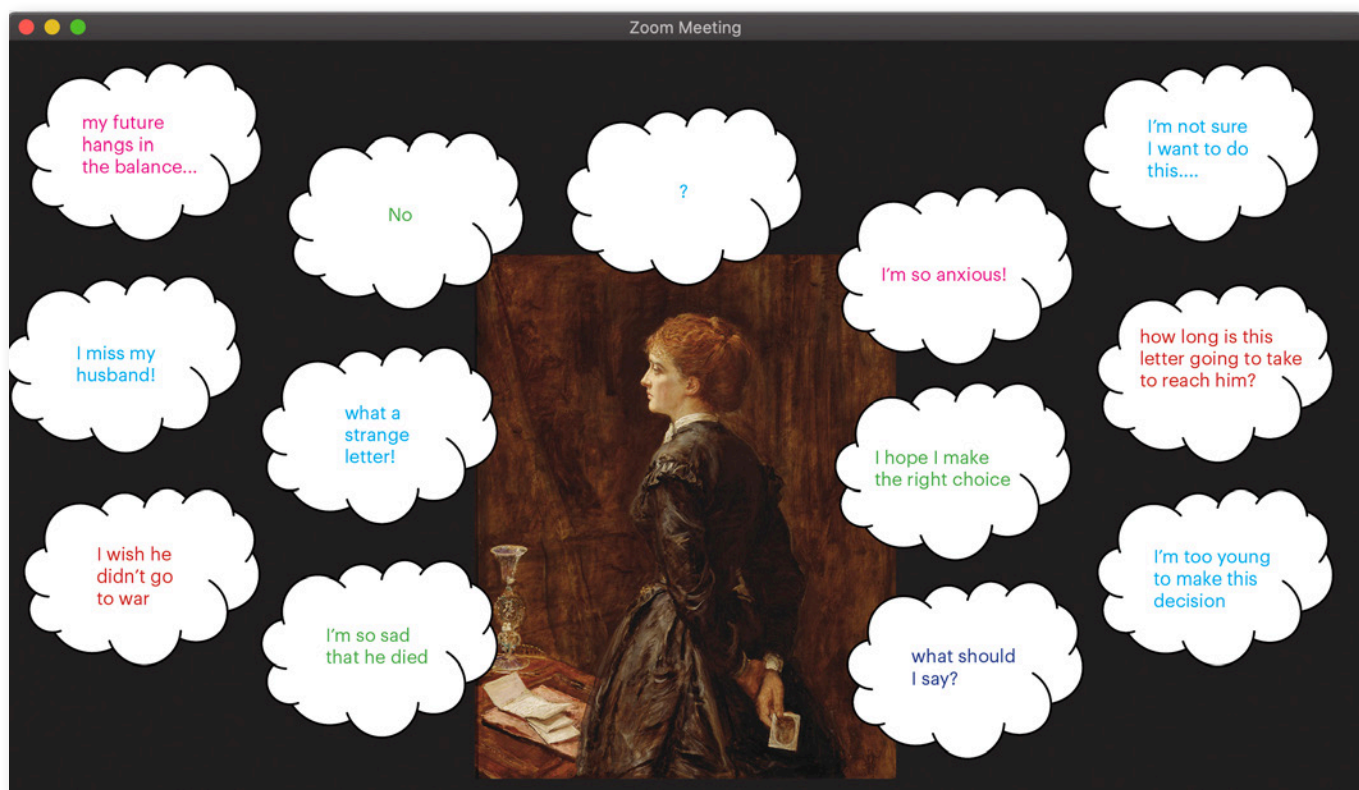 Zoom Meeting
my future
hangs in
the balance...
No
?
I'm so anxious!
I'm not sure
I want to do
this....
I miss my
husband!
what a
strange
letter!
I hope I make
the right choice
how long is this
letter going to take
to reach him?
I wish he
didn't go
to war
I'm so sad
that he died
what should
I say?
I'm too young
to make this
decision